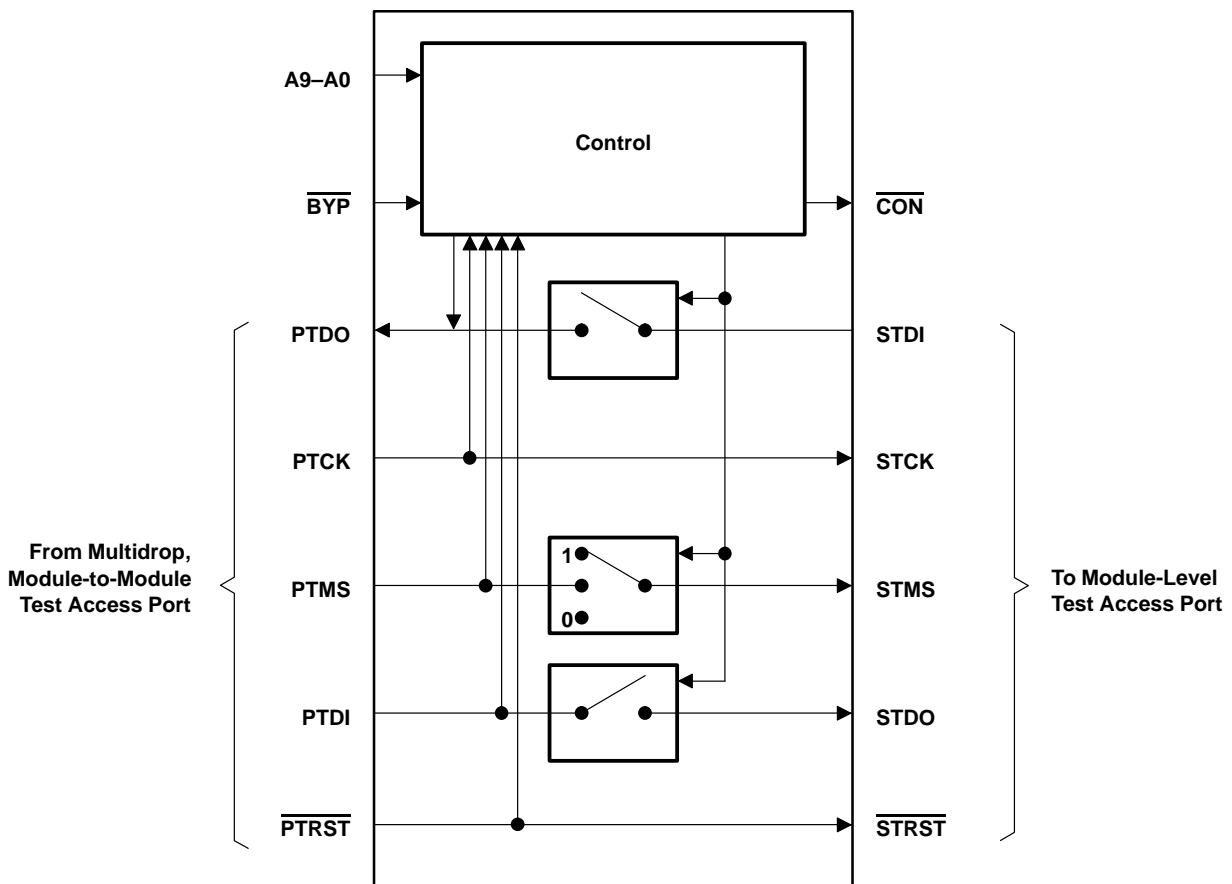 A9–A0
Control
BYP
CON
PTDO
STDI
PTCK
STCK
From Multidrop,
Module-to-Module
Test Access Port
1
PTMS
0
STMS
To Module-Level
Test Access Port
PTDI
STDO
PTRST
STRST